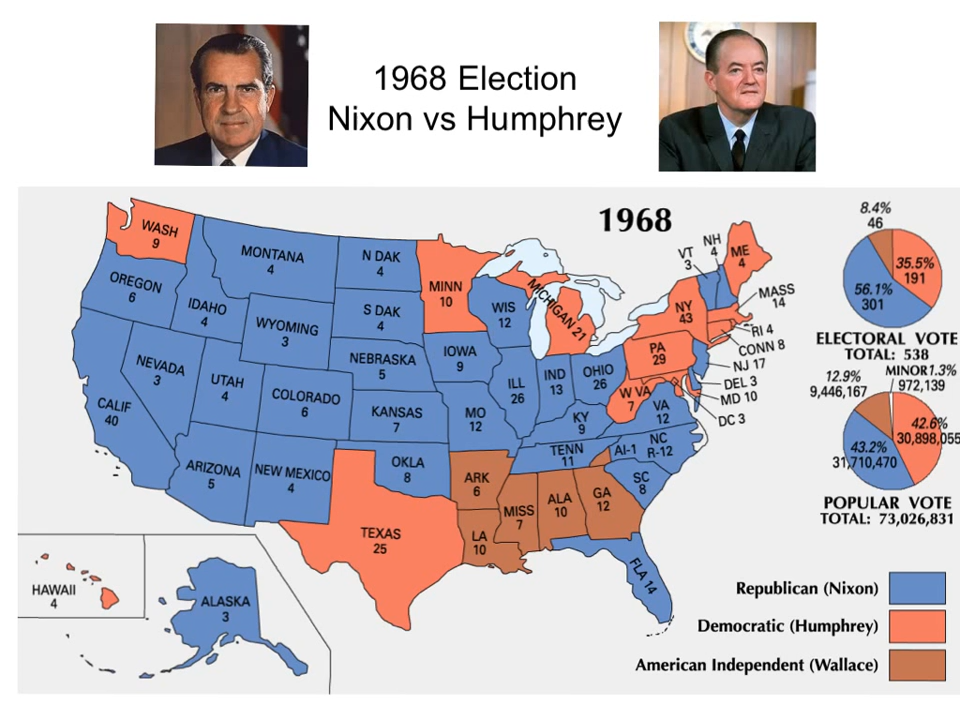 1968 Election
Nixon vs Humphrey
1968
WASH
9
OREGON
6
IDAHO
4
MONTANA
4
WYOMING
3
N DAK
4
S DAK
4
MINN
10
WIS
12
MICHIGAN 21
NEBRASKA
5
IOWA
9
NEVADA
3
UTAH
4
COLORADO
6
KANSAS
7
CALIF
40
ARIZONA
5
NEW MEXICO
4
OKLA
8
TEXAS
25
MO
12
ARK
6
LA
10
ILL
26
IND
13
OHIO
26
KY
9
TENN
11
MISS
7
ALA
10
GA
12
FLA 14
SC
8
NC
R-12
AI-1
VA
12
W VA
7
PA
29
NY
43
VT
3
NH
4
ME
4
MASS
14
RI 4
CONN 8
NJ 17
DEL 3
MD 10
DC 3
HAWAII
4
ALASKA
3
8.4%
46
35.5%
191
56.1%
301
ELECTORAL VOTE
TOTAL: 538
MINOR 1.3%
972,139
12.9%
9,446,167
42.6%
30,898,055
43.2%
31,710,470
POPULAR VOTE
TOTAL: 73,026,831
Republican (Nixon)
Democratic (Humphrey)
American Independent (Wallace)